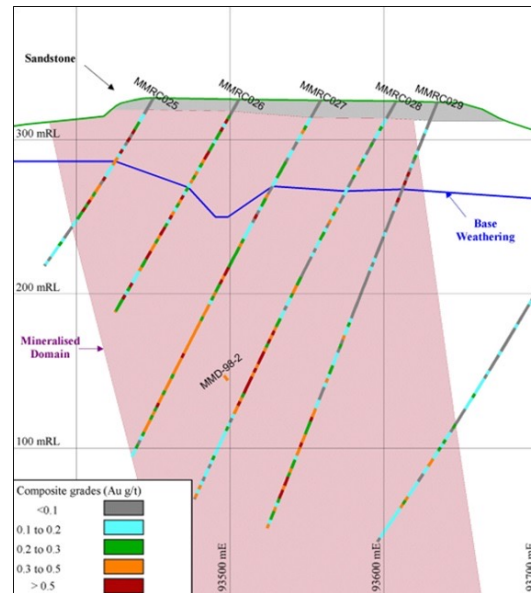 Sandstone
MMRC025
MMRC026
MMRC027
MMRC028
MMRC029
300 mRL
Base
Weathering
200 mRL
Mineralised
Domain
MMD-98-2
100 mRL
Composite grades (Au g/t)
<0.1
0.1 to 0.2
0.2 to 0.3
0.3 to 0.5
> 0.5
93500 mE
93600 mE
93700 mE